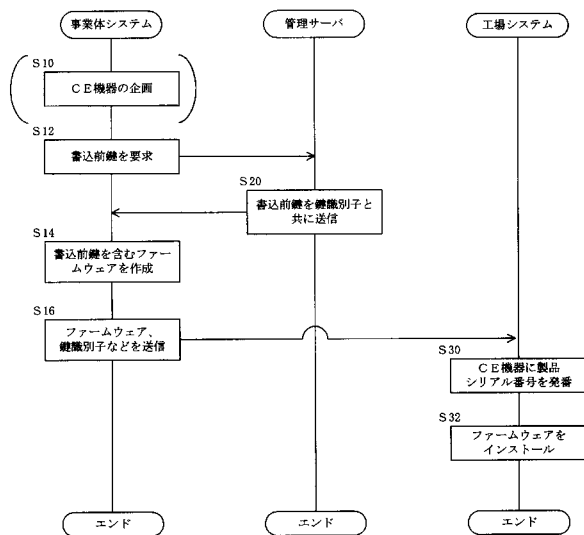 事業体システム
管理サーバ
工場システム
S10
CE機器の企画
S12
書込前鍵を要求
S20
書込前鍵を鍵識別子と
共に送信
S14
書込前鍵を含むファー
ムウェアを作成
S16
ファームウェア、
鍵識別子などを送信
S30
CE機器に製品
シリアル番号を発番
S32
ファームウェアを
インストール
エンド
エンド
エンド